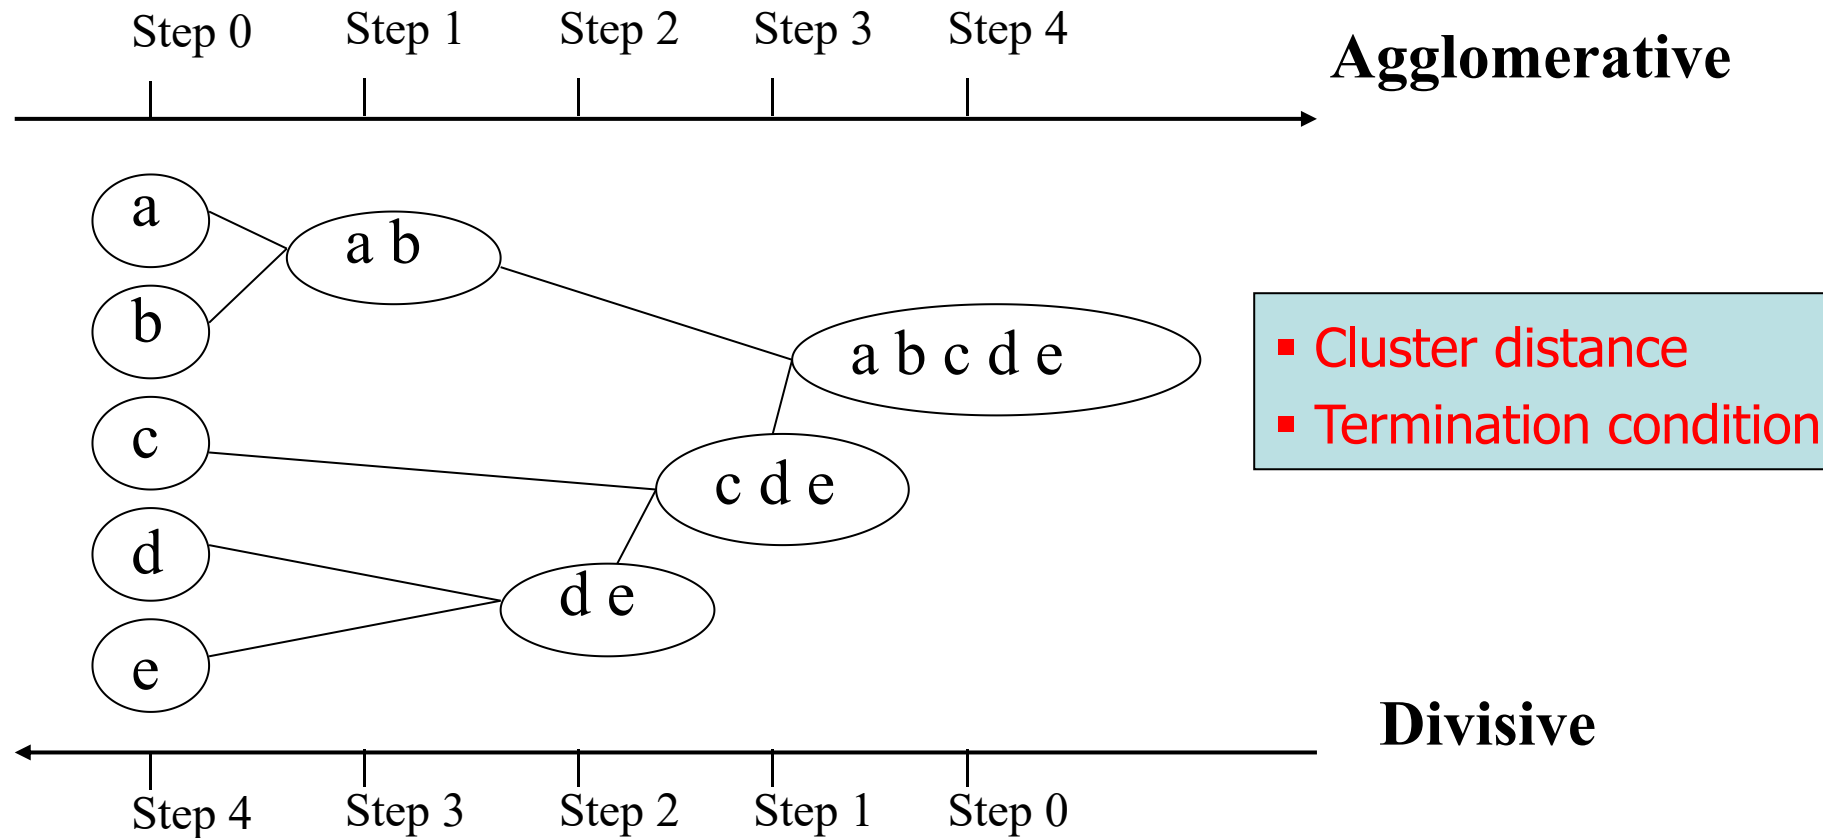 Step 0 Step 1 Step 2 Step 3 Step 4
Agglomerative
a
a b
b
a b c d e
▪ Cluster distance
▪ Termination condition
c
c d e
d
d e
e
Divisive
Step 4 Step 3 Step 2 Step 1 Step 0